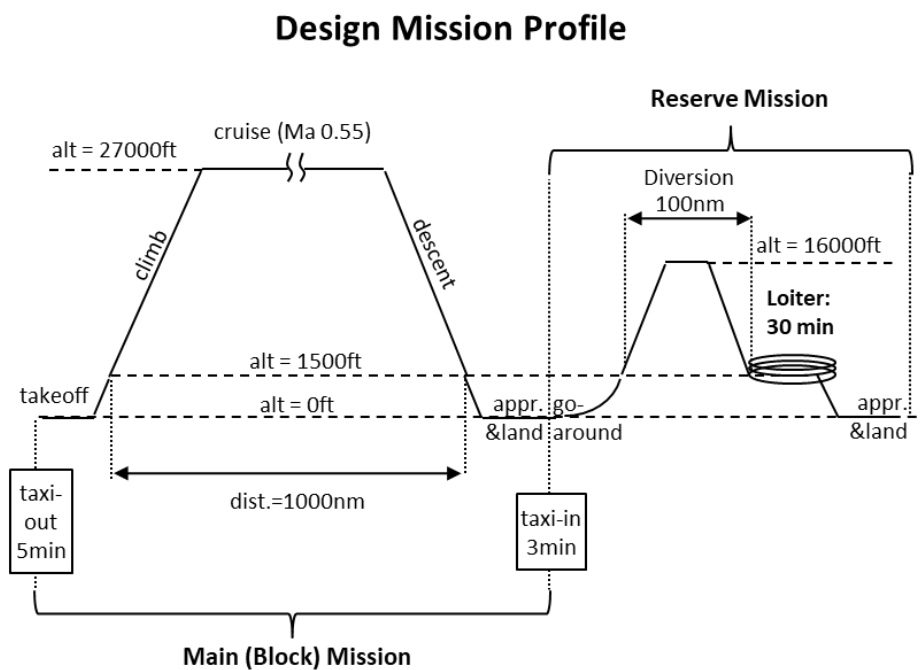 Design Mission Profile
Reserve Mission
cruise (Ma 0.55)
alt = 27000ft
Diversion
100nm
climb
descent
alt = 16000ft
Loiter:
30 min
alt = 1500ft
takeoff
alt = 0ft
appr.
&land
go-
around
appr.
&land
dist.=1000nm
taxi-
out
5min
taxi-in
3min
Main (Block) Mission